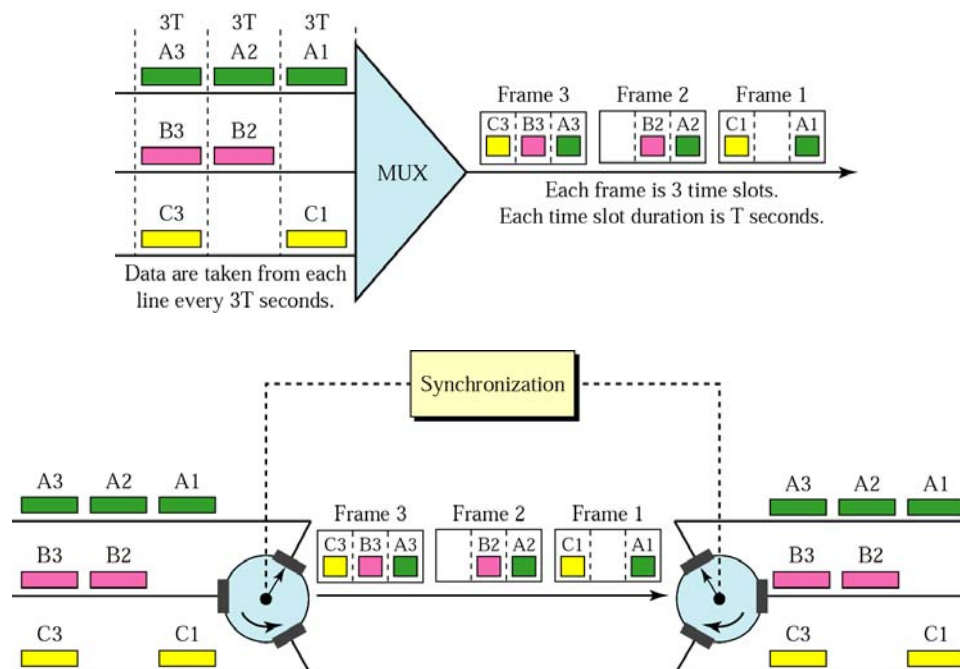 3T 3T 3T
A3 A2 A1
B3 B2
C3 C1
MUX
Data are taken from each
line every 3T seconds.
Frame 3 Frame 2 Frame 1
C3 B3 A3 B2 A2 C1 A1
Each frame is 3 time slots.
Each time slot duration is T seconds.
Synchronization
A3 A2 A1
B3 B2
C3 C1
Frame 3 Frame 2 Frame 1
C3 B3 A3 B2 A2 C1 A1
A3 A2 A1
B3 B2
C3 C1